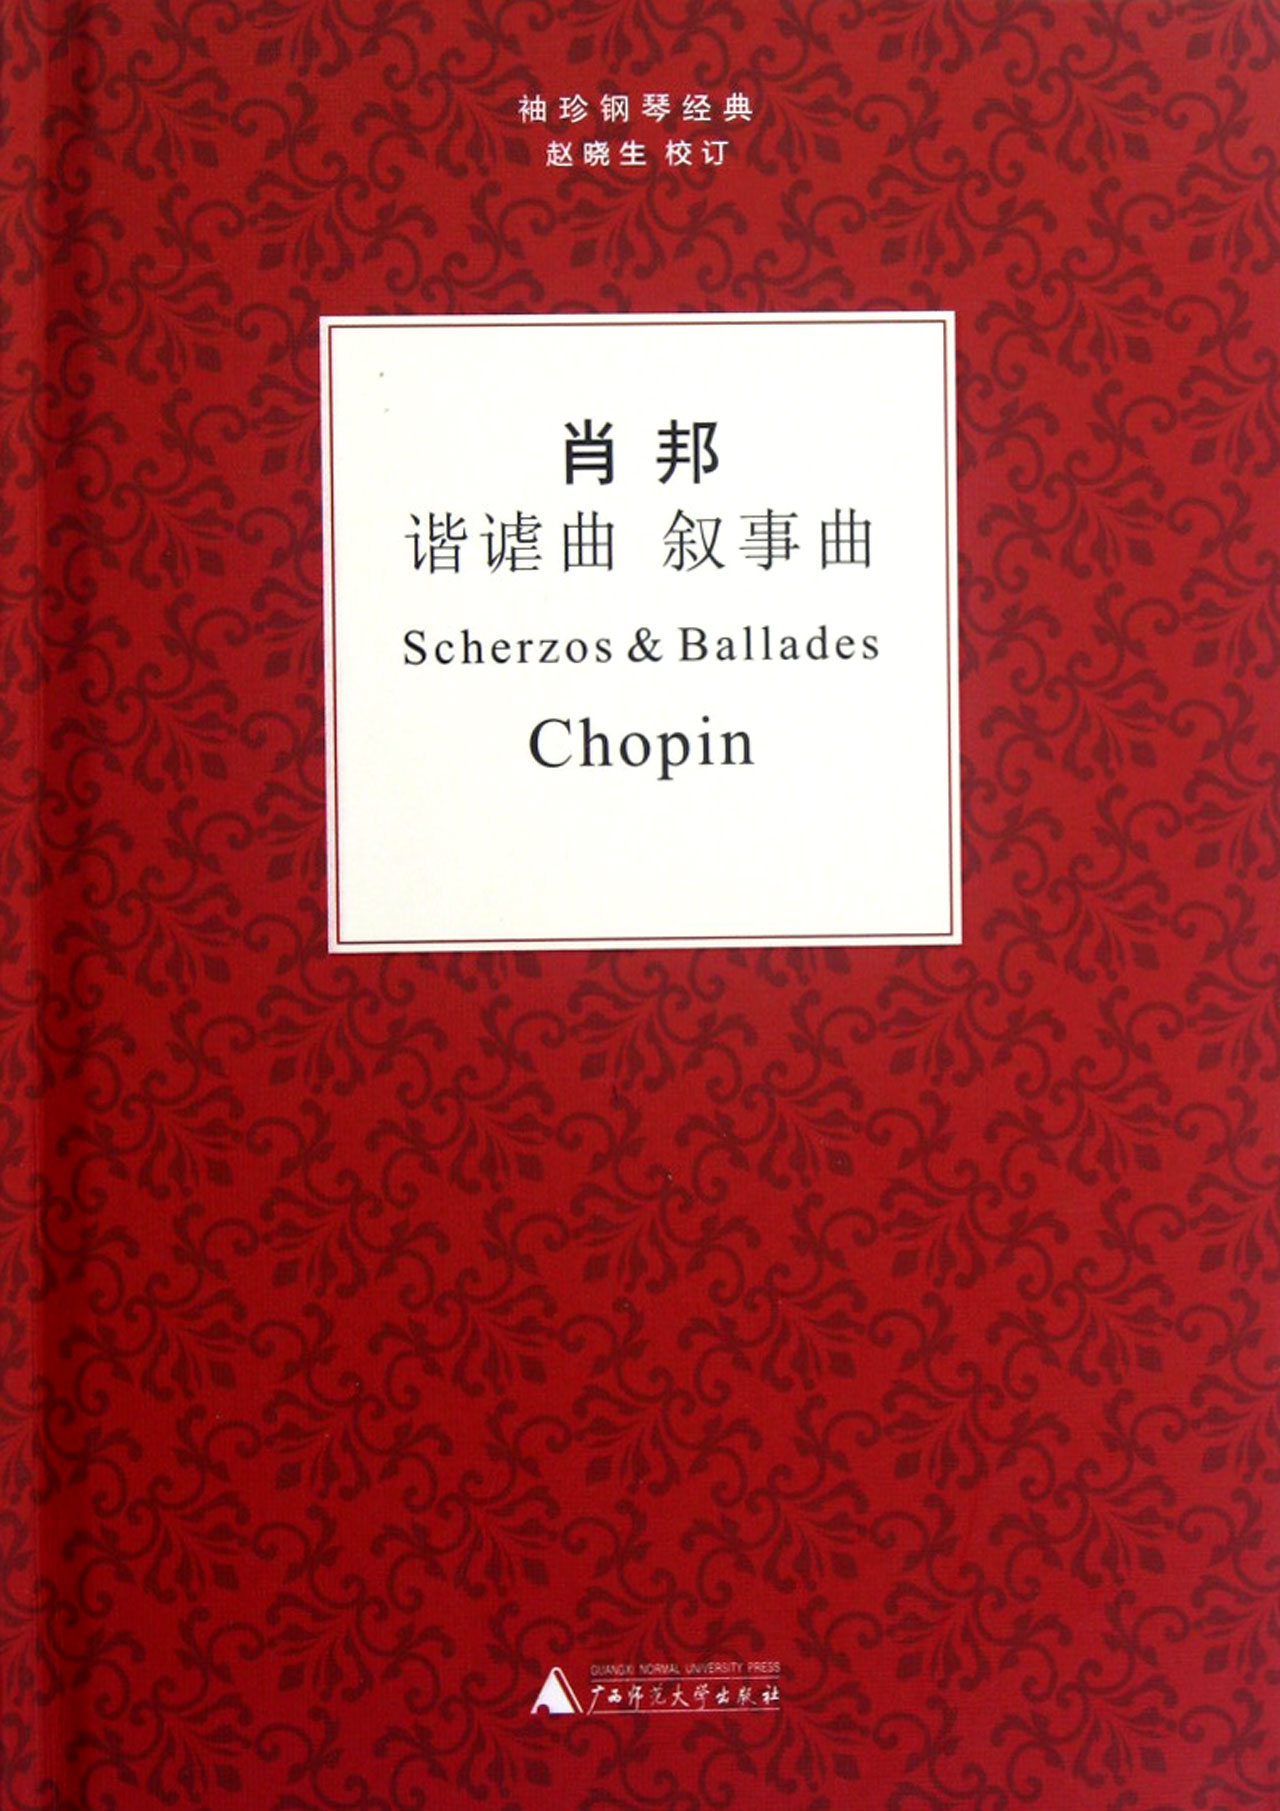 袖珍钢琴经典
赵晓生 校订
肖邦
谐谑曲 叙事曲
Scherzos & Ballades
Chopin
GUANGXI NORMAL UNIVERSITY PRESS
广西师范大学出版社